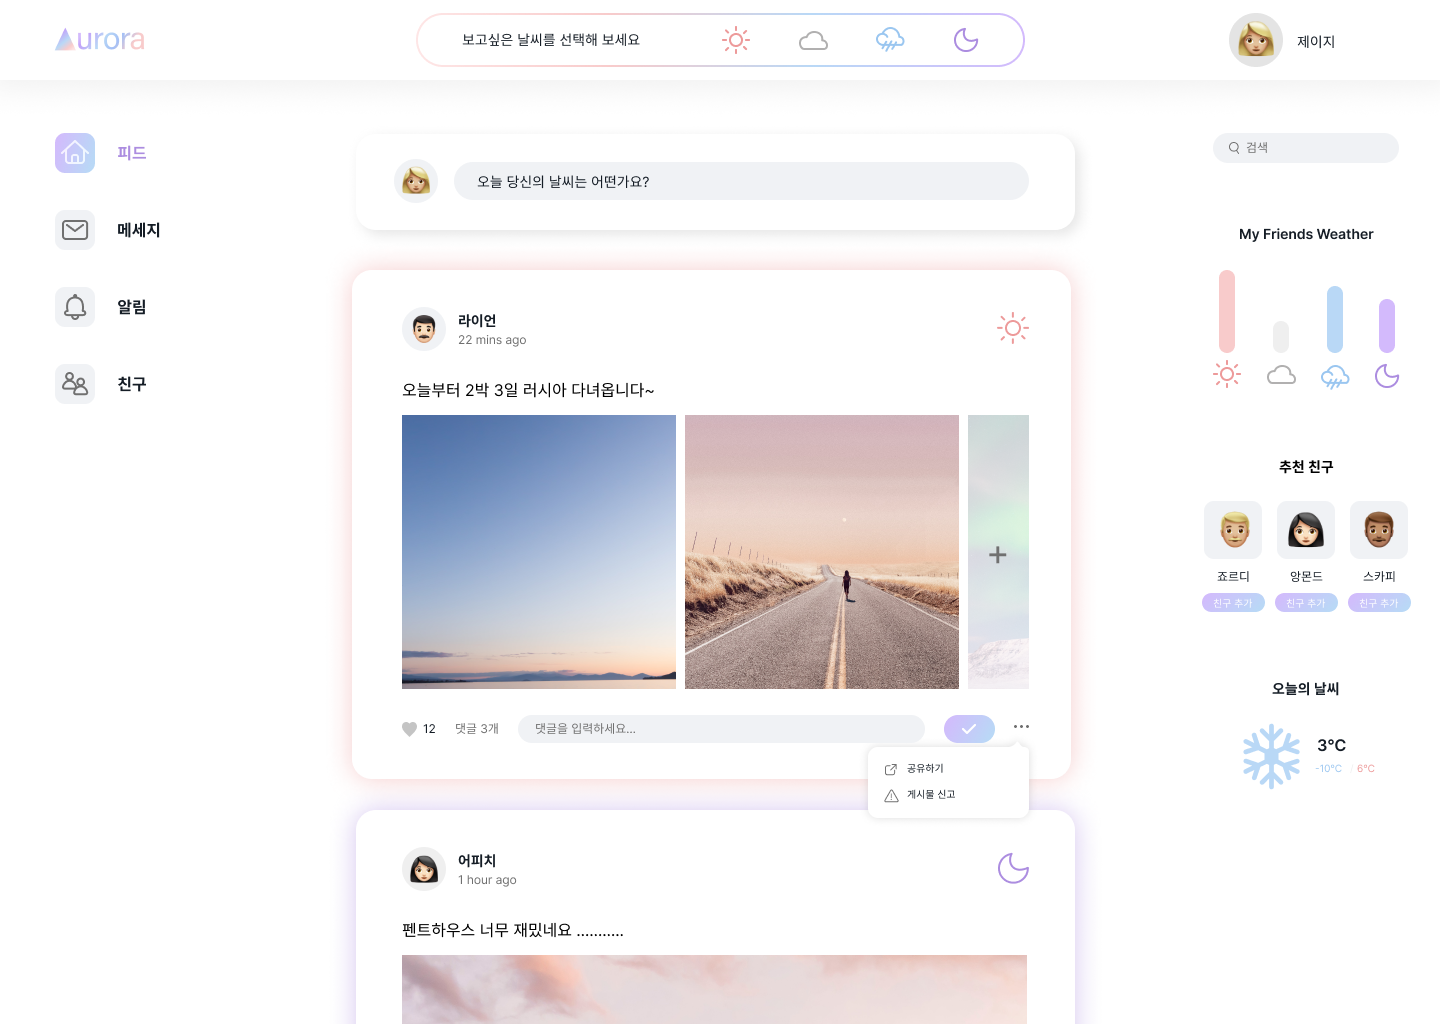 Aurora
보고싶은 날씨를 선택해 보세요
제이지
피드
메세지
알림
친구
오늘 당신의 날씨는 어떤가요?
라이언
22 mins ago
오늘부터 2박 3일 러시아 다녀옵니다~
12
댓글 3개
댓글을 입력하세요...
공유하기
게시물 신고
어피치
1 hour ago
펜트하우스 너무 재밌네요 ...........
검색
My Friends Weather
추천 친구
죠르디 앙몬드 스카피
친구 추가 친구 추가 친구 추가
오늘의 날씨
3°C
-10°C / 6°C